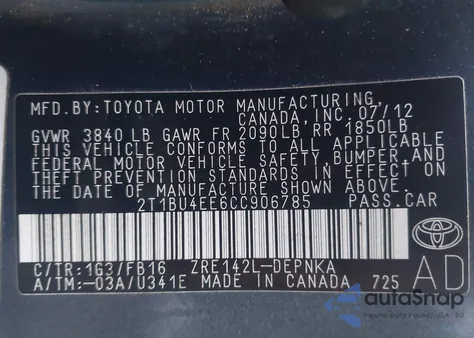 MFD.BY:TOYOTA MOTOR MANUFACTURING,
CANADA,INC.07/12
GVWR 3840 LB GAWR FR 2090LB RR 1850LB
THIS VEHICLE CONFORMS TO ALL APPLICABLE
FEDERAL MOTOR VEHICLE SAFETY,BUMPER,AND
THEFT PREVENTION STANDARDS IN EFFECT ON
THE DATE OF MANUFACTURE SHOWN ABOVE.
2T1BU4EE6CC906785 PASS.CAR
C/TR:1G3/FB16 ZRE142L-DEPNKA
A/TM:-03A/U341E MADE IN CANADA 725
AD
autoSnap